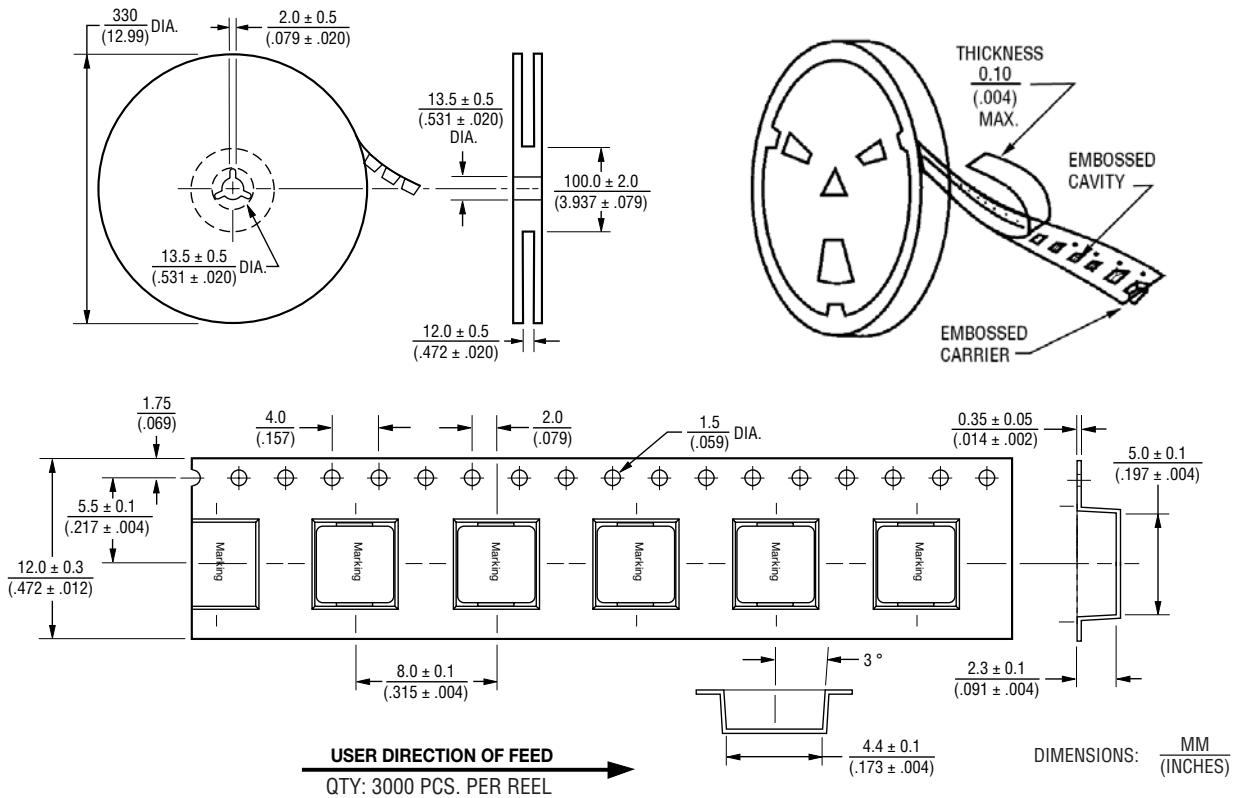 330
(12.99)
DIA.
2.0 ± 0.5
(.079 ± .020)
13.5 ± 0.5
(.531 ± .020)
DIA.
100.0 ± 2.0
(3.937 ± .079)
13.5 ± 0.5
(.531 ± .020)
DIA.
12.0 ± 0.5
(.472 ± .020)
THICKNESS
0.10
(.004)
MAX.
EMBOSSED
CAVITY
EMBOSSED
CARRIER
1.75
(.069)
4.0
(.157)
2.0
(.079)
1.5
(.059)
DIA.
0.35 ± 0.05
(.014 ± .002)
5.0 ± 0.1
(.197 ± .004)
5.5 ± 0.1
(.217 ± .004)
12.0 ± 0.3
(.472 ± .012)
Marking
Marking
Marking
Marking
Marking
Marking
8.0 ± 0.1
(.315 ± .004)
3 °
2.3 ± 0.1
(.091 ± .004)
4.4 ± 0.1
(.173 ± .004)
USER DIRECTION OF FEED
QTY: 3000 PCS. PER REEL
DIMENSIONS:
MM
(INCHES)